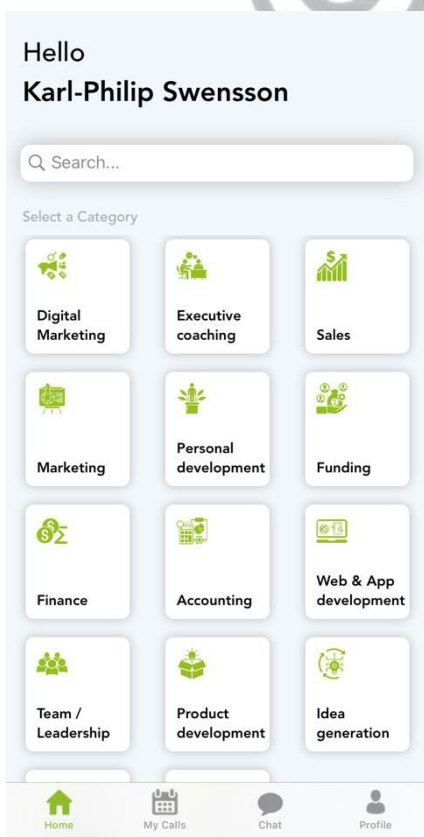 Hello
Karl-Philip Swensson
Search...
Select a Category
Digital
Marketing
Executive
coaching
Sales
Marketing
Personal
development
Funding
Finance
Accounting
Web & App
development
Team /
Leadership
Product
development
Idea
generation
Home
My Calls
Chat
Profile